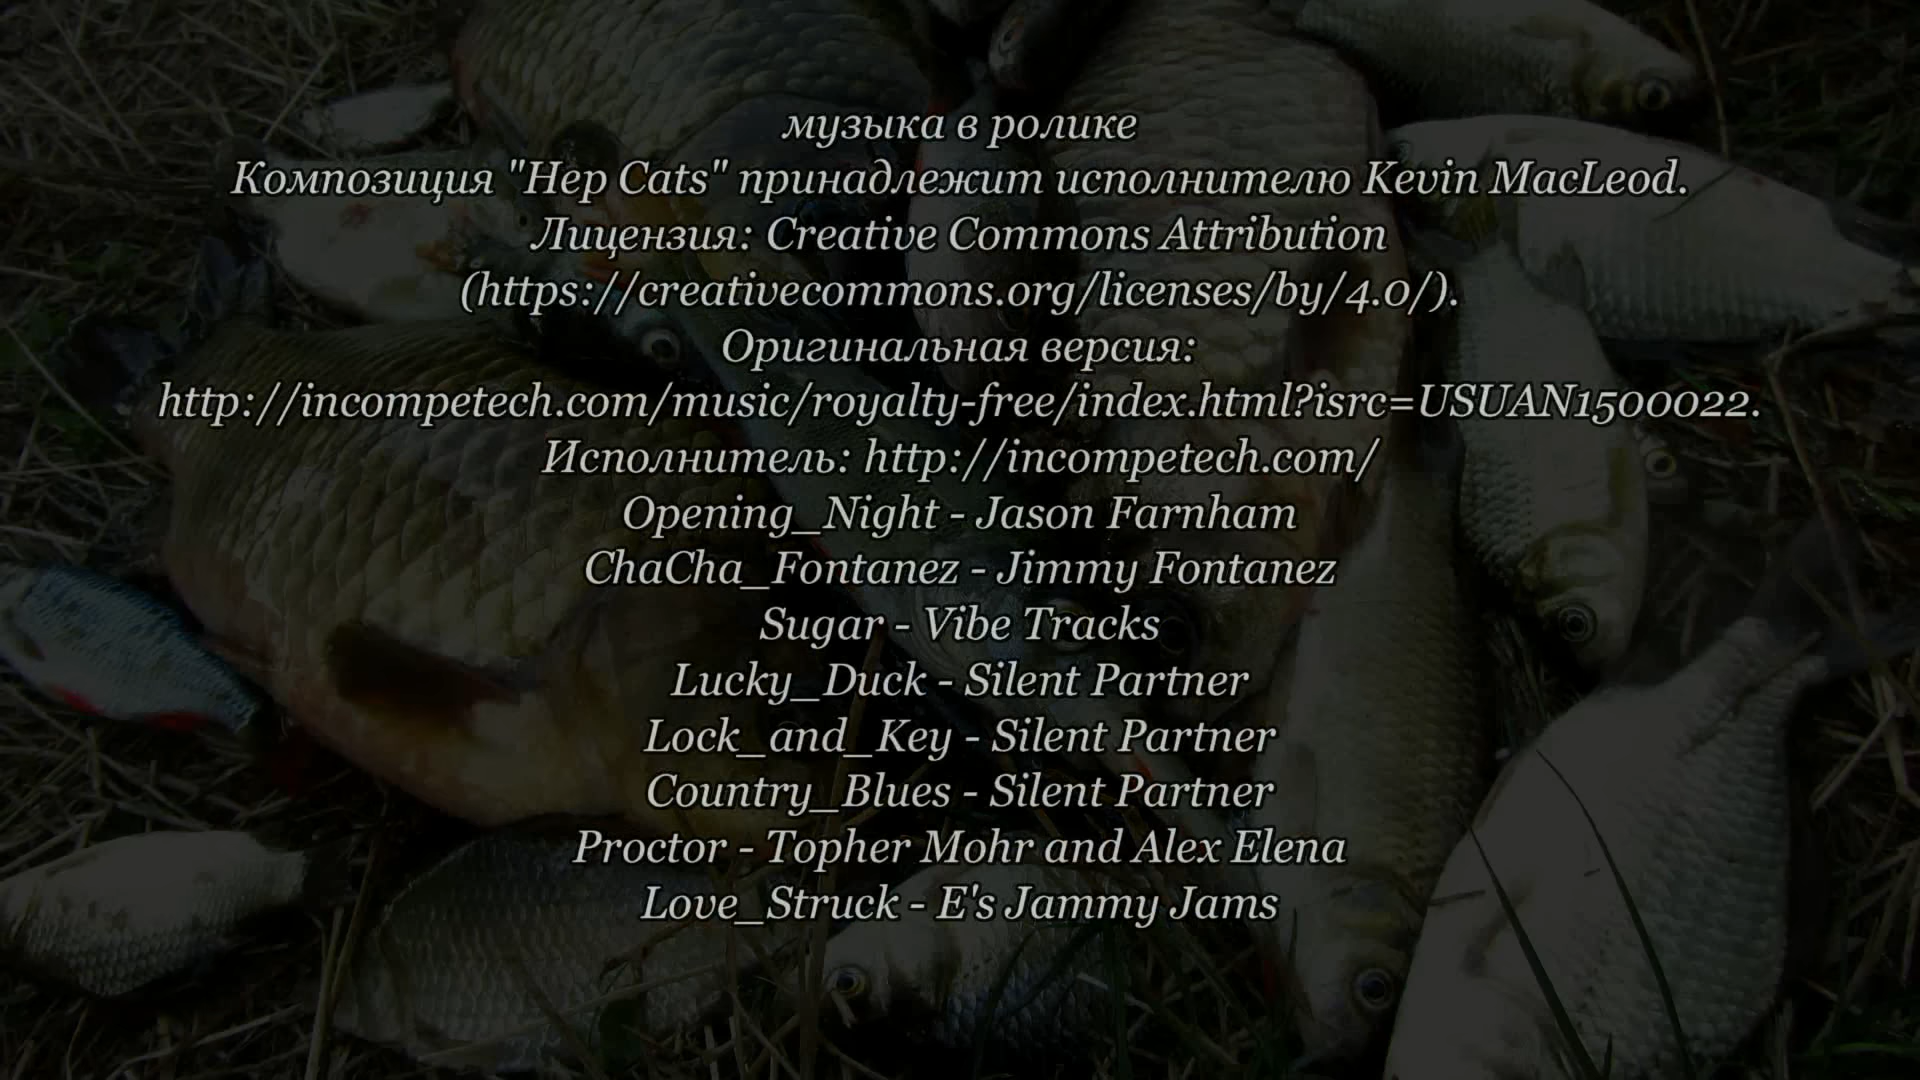 музыка в ролике
Композиция "Hep Cats" принадлежит исполнителю Kevin MacLeod.
Лицензия: Creative Commons Attribution
(https://creativecommons.org/licenses/by/4.0/).
Оригинальная версия:
http://incompetech.com/music/royalty-free/index.html?isrc=USUAN1500022.
Исполнитель: http://incompetech.com/
Opening_Night - Jason Farnham
ChaCha_Fontanez - Jimmy Fontanez
Sugar - Vibe Tracks
Lucky_Duck - Silent Partner
Lock_and_Key - Silent Partner
Country_Blues - Silent Partner
Proctor - Topher Mohr and Alex Elena
Love_Struck - E's Jammy Jams